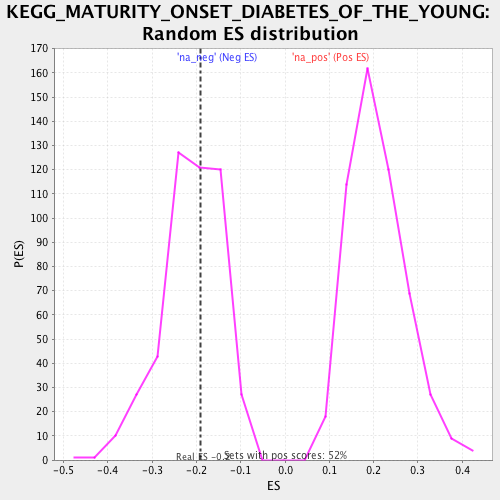 KEGG_MATURITY_ONSET_DIABETES_OF_THE_YOUNG:
Random ES distribution
'na_neg' (Neg ES) 'na_pos' (Pos ES)
170
160
150
140
130
120
110
100
90
80
70
60
50
40
30
20
10
0
P(ES)
Real ES -0.2
Sets with pos scores: 52%
-0.5 -0.4 -0.3 -0.2 -0.1 0.0 0.1 0.2 0.3 0.4
ES